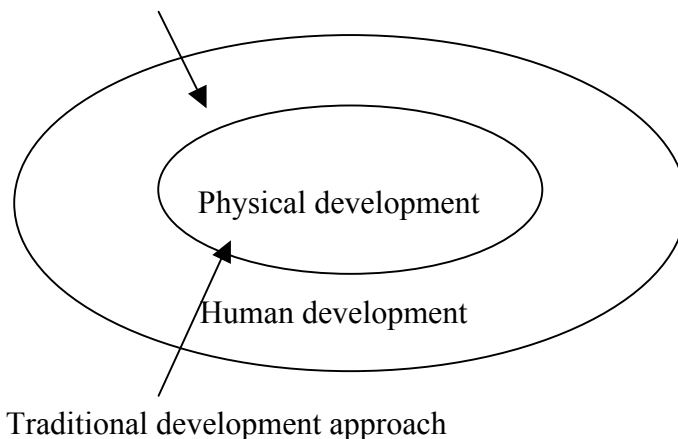 Physical development
Human development
Traditional development approach